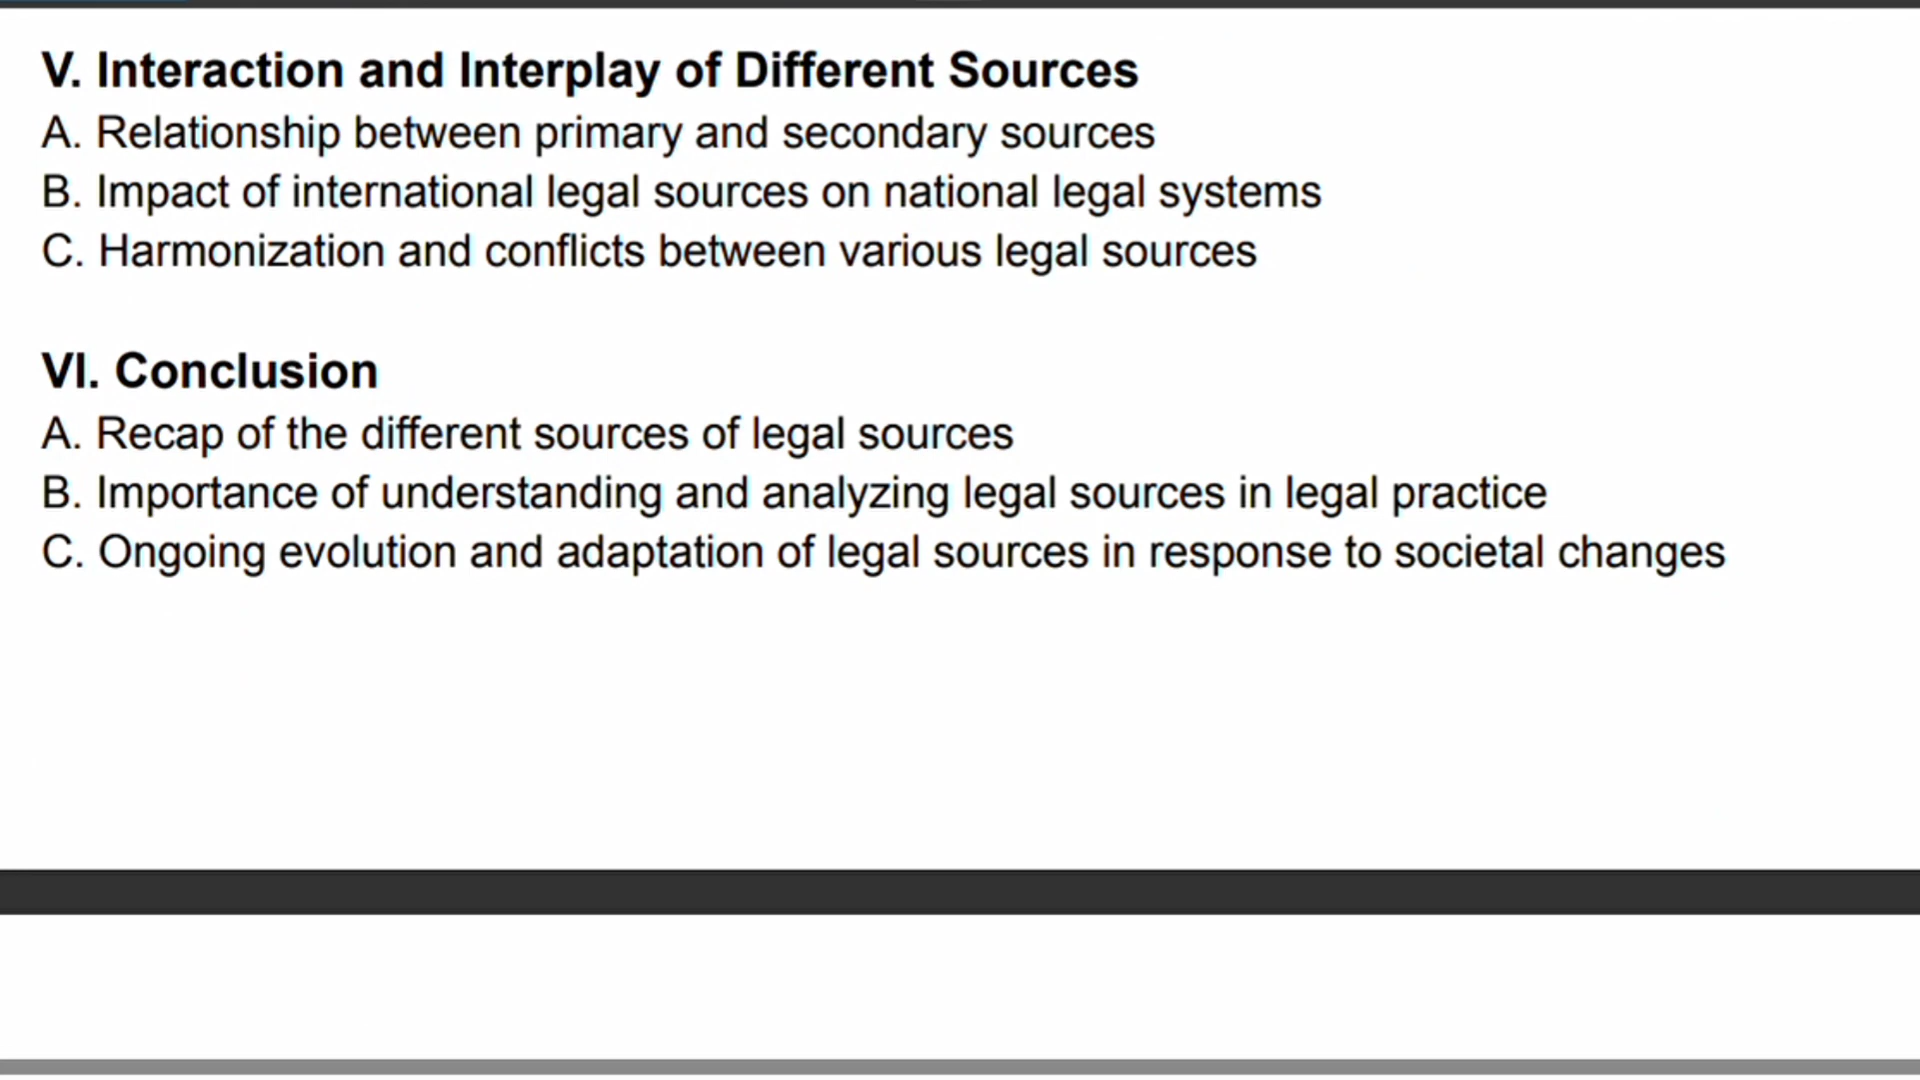 V. Interaction and Interplay of Different Sources
A. Relationship between primary and secondary sources
B. Impact of international legal sources on national legal systems
C. Harmonization and conflicts between various legal sources
VI. Conclusion
A. Recap of the different sources of legal sources
B. Importance of understanding and analyzing legal sources in legal practice
C. Ongoing evolution and adaptation of legal sources in response to societal changes